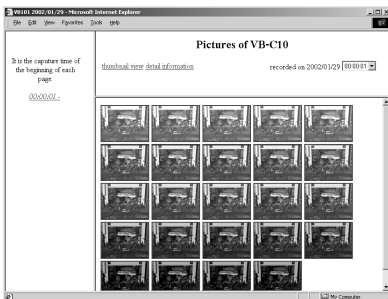 VB101 2002/01/29 - Microsoft Internet Explorer
File Edit View Favorites Tools Help
It is the caputure time of
the beginning of each
page.
00:00:01 -
Pictures of VB-C10
thumbnail view detail information
recorded on 2002/01/29 00:00:01
My Computer